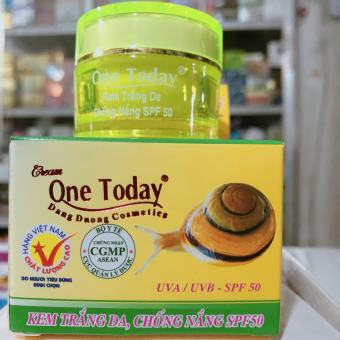 One Today®
Kem Trắng Da
Chống Nắng SPF 50
Cream
One Today®
Dang Duong Cosmetics
HÀNG VIỆT NAM
CHẤT LƯỢNG CAO
DO NGƯỜI TIÊU DÙNG
BÌNH CHỌN
BỘ Y TẾ
CHỨNG NHẬN
CGMP
ASEAN
CỤC QUẢN LÝ DƯỢC
UVA / UVB - SPF 50
KEM TRẮNG DA, CHỐNG NẮNG SPF50